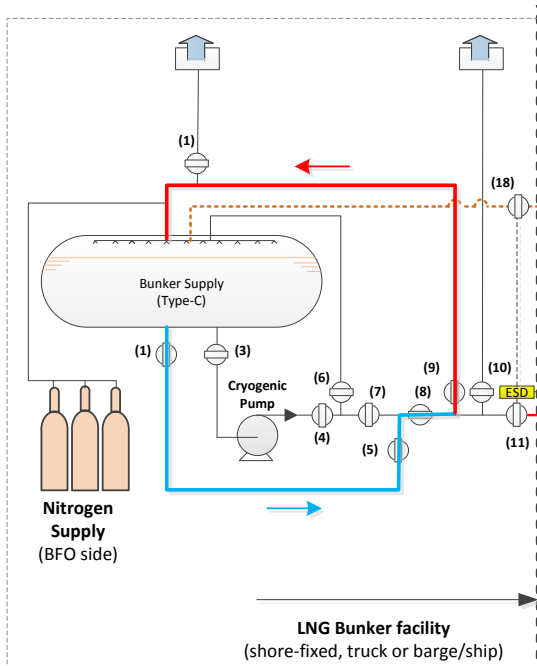 (1)
(18)
Bunker Supply
(Type-C)
(1)
(3)
(6)
(9)
(10)
ESD
Cryogenic
Pump
(7)
(8)
(4)
(5)
(11)
Nitrogen
Supply
(BFO side)
LNG Bunker facility
(shore-fixed, truck or barge/ship)